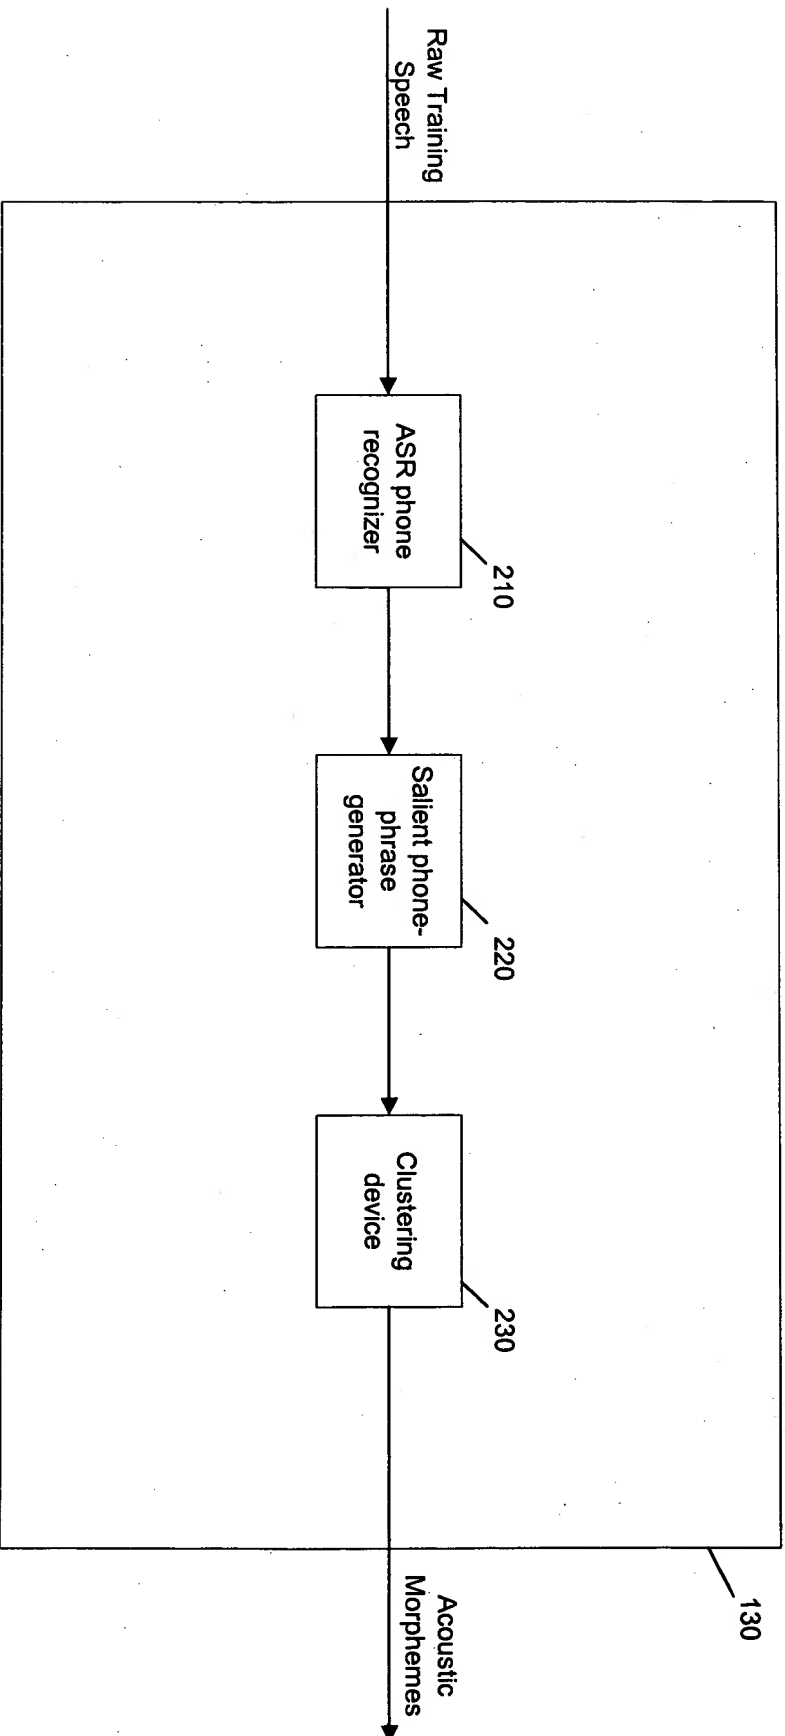 Raw Training
Speech
ASR phone
recognizer
210
Salient phone-
phrase
generator
220
Clustering
device
230
130
Acoustic
Morphemes